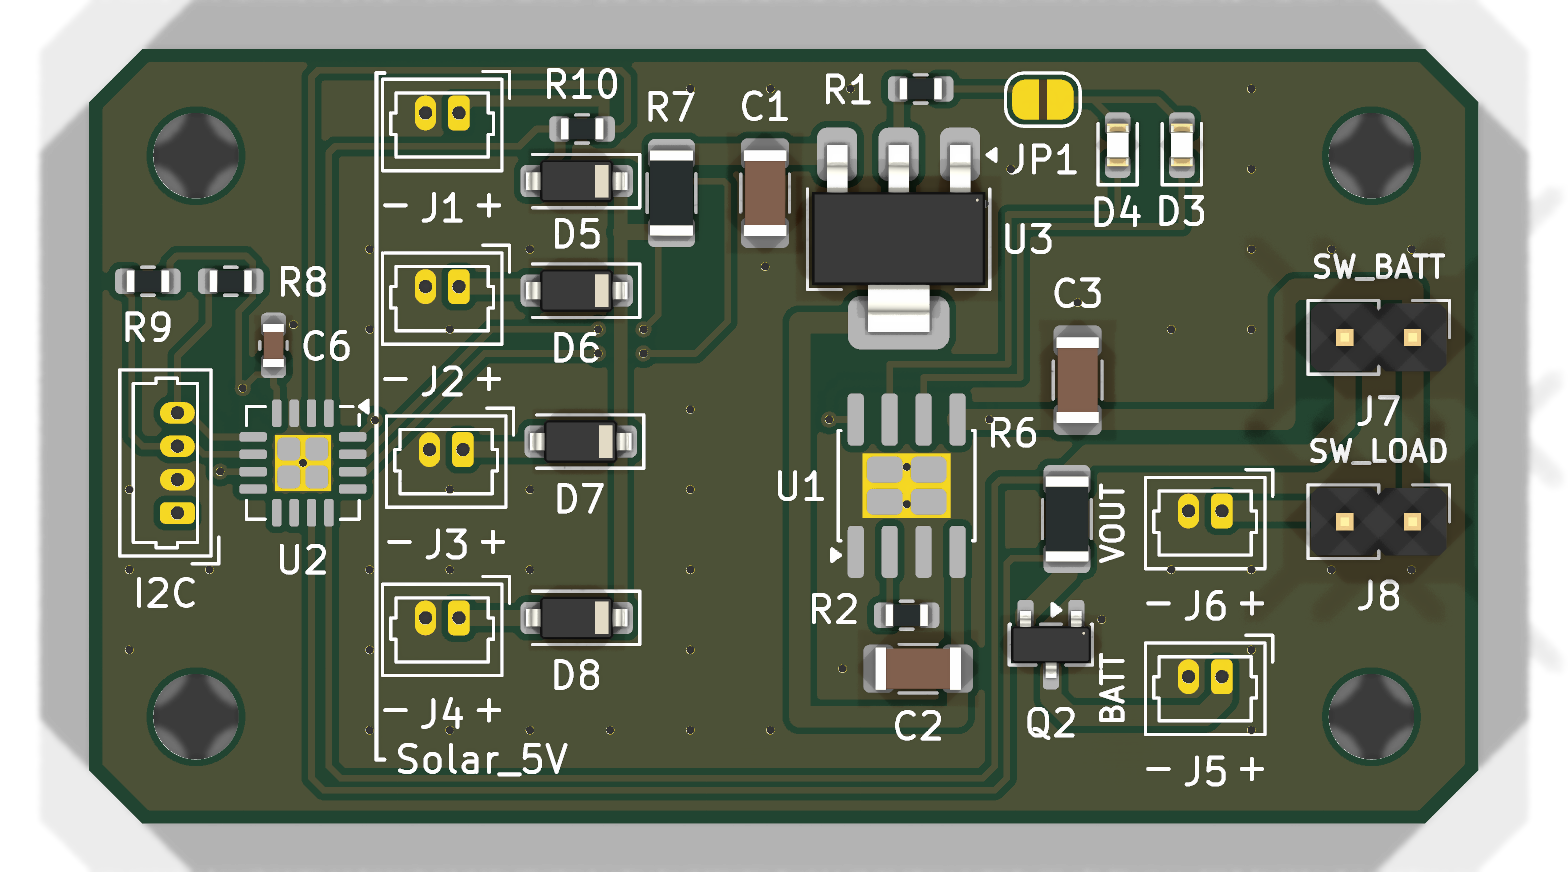 R10
R7
C1
R1
JP1
D4
D3
- J1 +
D5
U3
SW_BATT
R9
R8
C6
D6
C3
- J2 +
J7
SW_LOAD
R6
U1
D7
VOUT
- J3 +
U2
I2C
R2
- J6 +
J8
D8
BATT
- J4 +
C2
Q2
Solar_5V
- J5 +